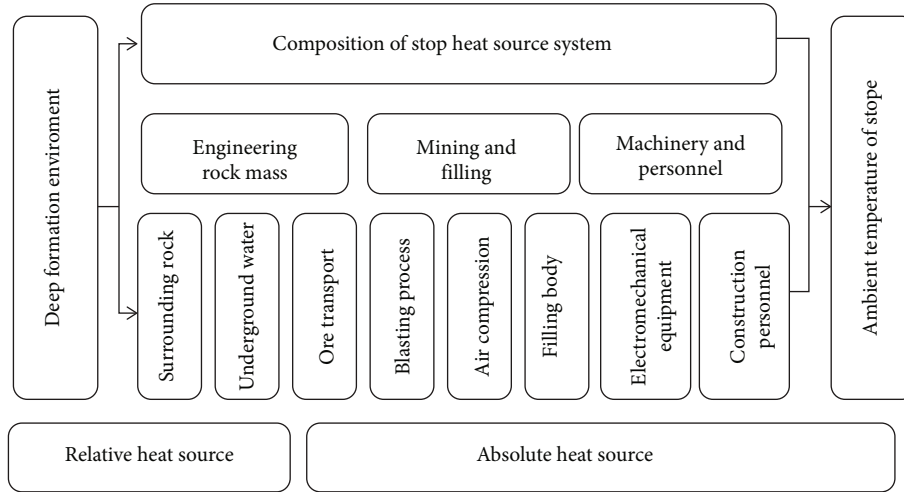 Deep formation enviroment
Composition of stop heat source system
Engineering
rock mass
Mining and
filling
Machinery and
personnel
Surrounding rock
Underground water
Ore transport
Blasting process
Air compression
Filling body
Electromechanical
equipment
Construction
personnel
Ambient temperature of stope
Relative heat source
Absolute heat source